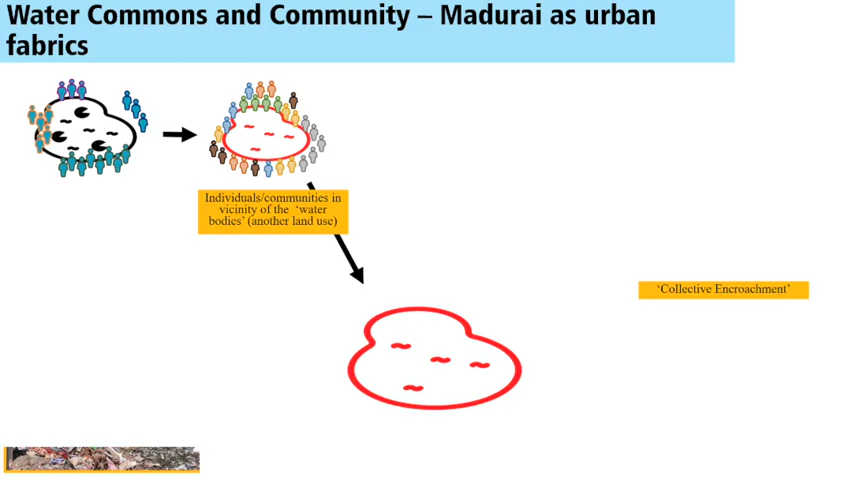 Water Commons and Community – Madurai as urban
fabrics
Individuals/communities in
vicinity of the 'water
bodies' (another land use)
'Collective Encroachment'